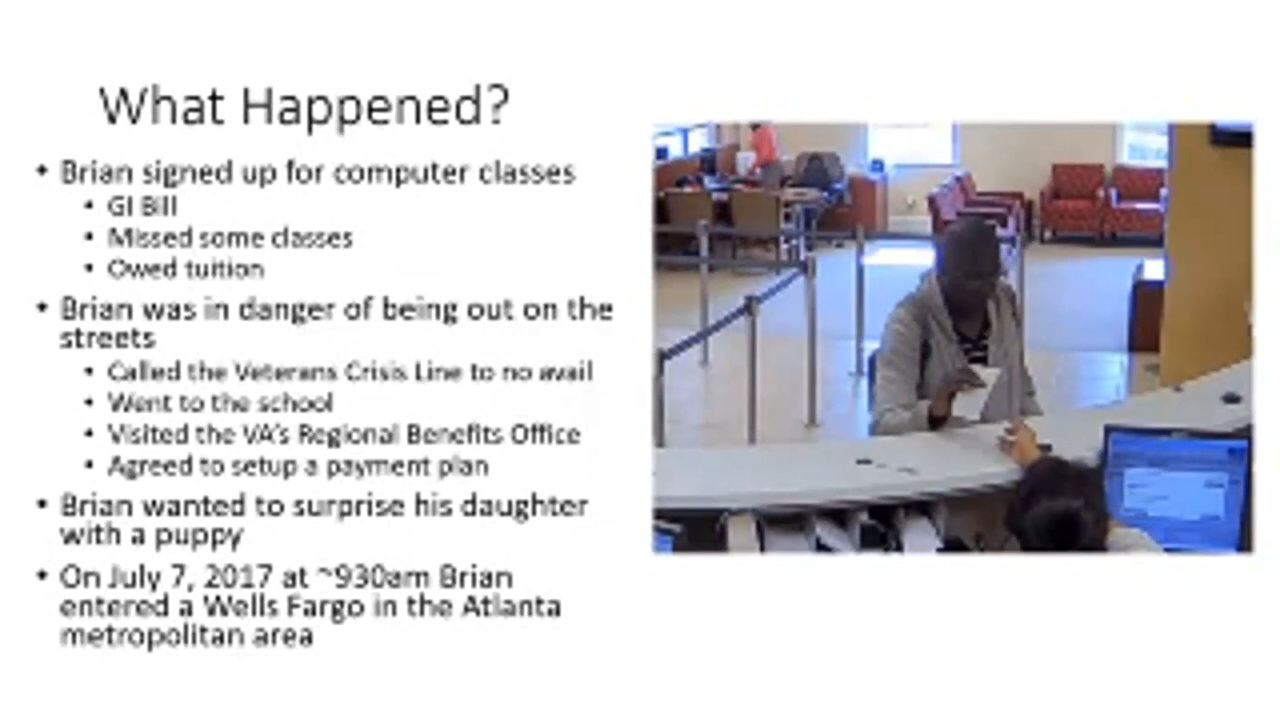 What Happened?
• Brian signed up for computer classes
• GI Bill
• Missed some classes
• Owed tuition
• Brian was in danger of being out on the
streets
• Called the Veterans Crisis Line to no avail
• Went to the school
• Visited the VA's Regional Benefits Office
• Agreed to setup a payment plan
• Brian wanted to surprise his daughter
with a puppy
• On July 7, 2017 at ~930am Brian
entered a Wells Fargo in the Atlanta
metropolitan area